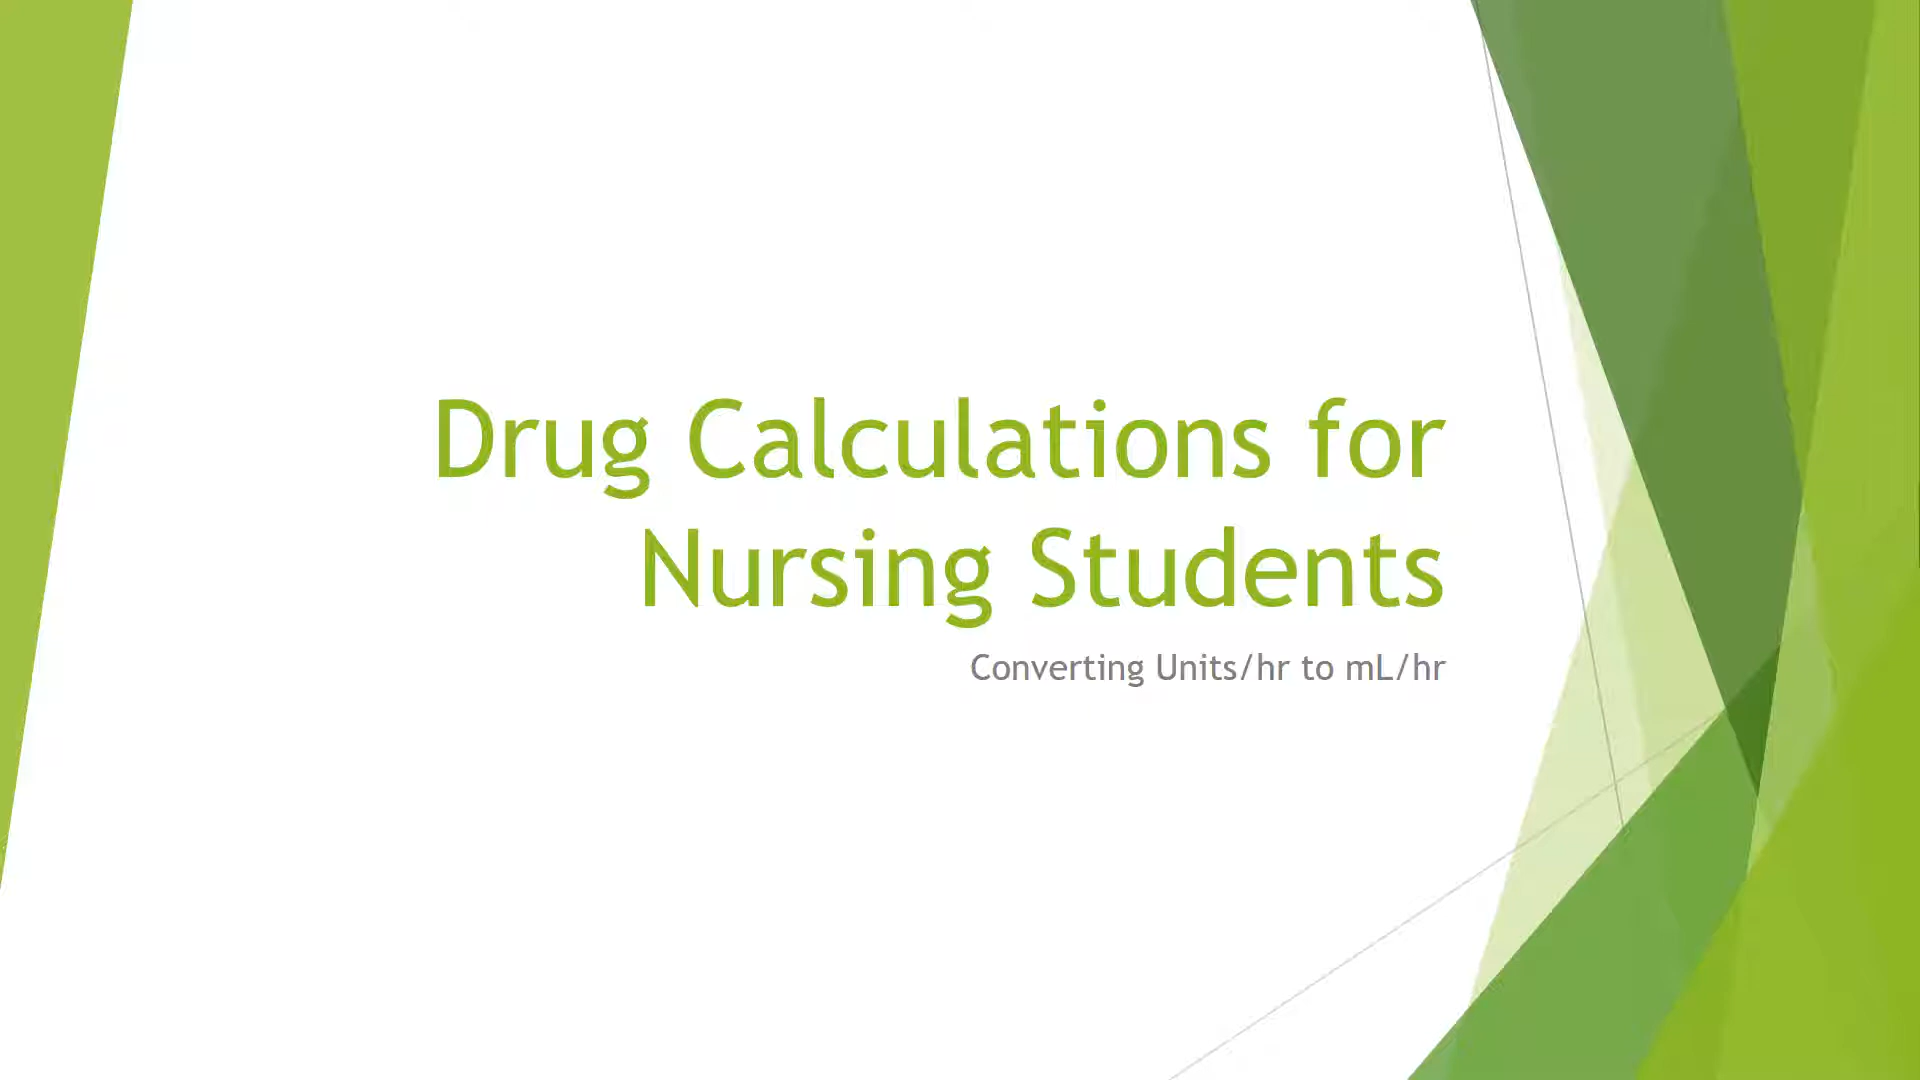 Drug Calculations for
Nursing Students
Converting Units/hr to mL/hr